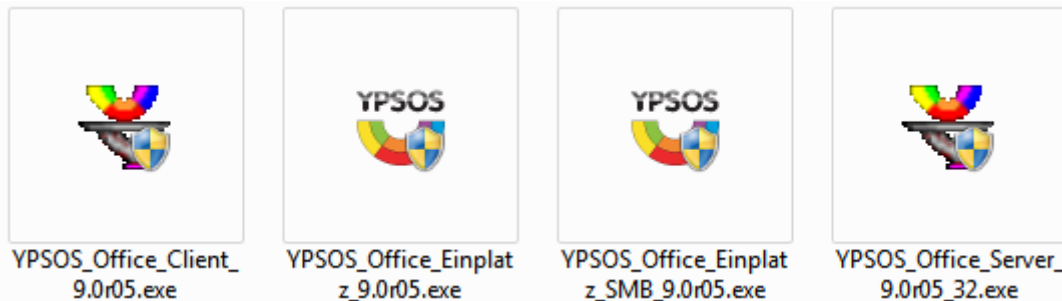 YPSOS
YPSOS
YPSOS_Office_Client_
9.0r05.exe
YPSOS_Office_Einplat
z_9.0r05.exe
YPSOS_Office_Einplat
z_SMB_9.0r05.exe
YPSOS_Office_Server_
9.0r05_32.exe